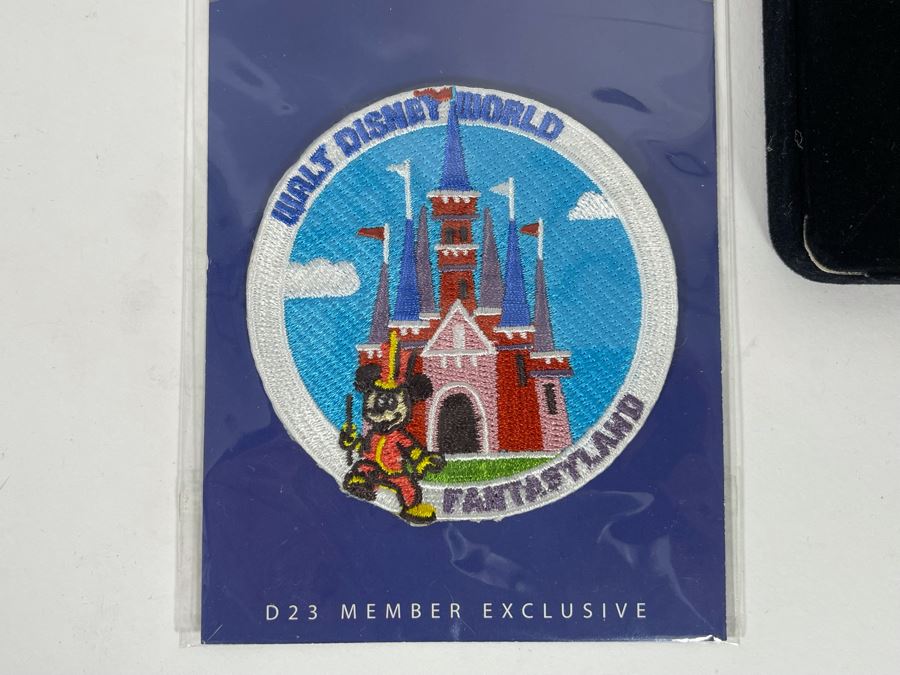 WALT DISNEY WORLD
FANTASYLAND
D23 MEMBER EXCLUSIVE